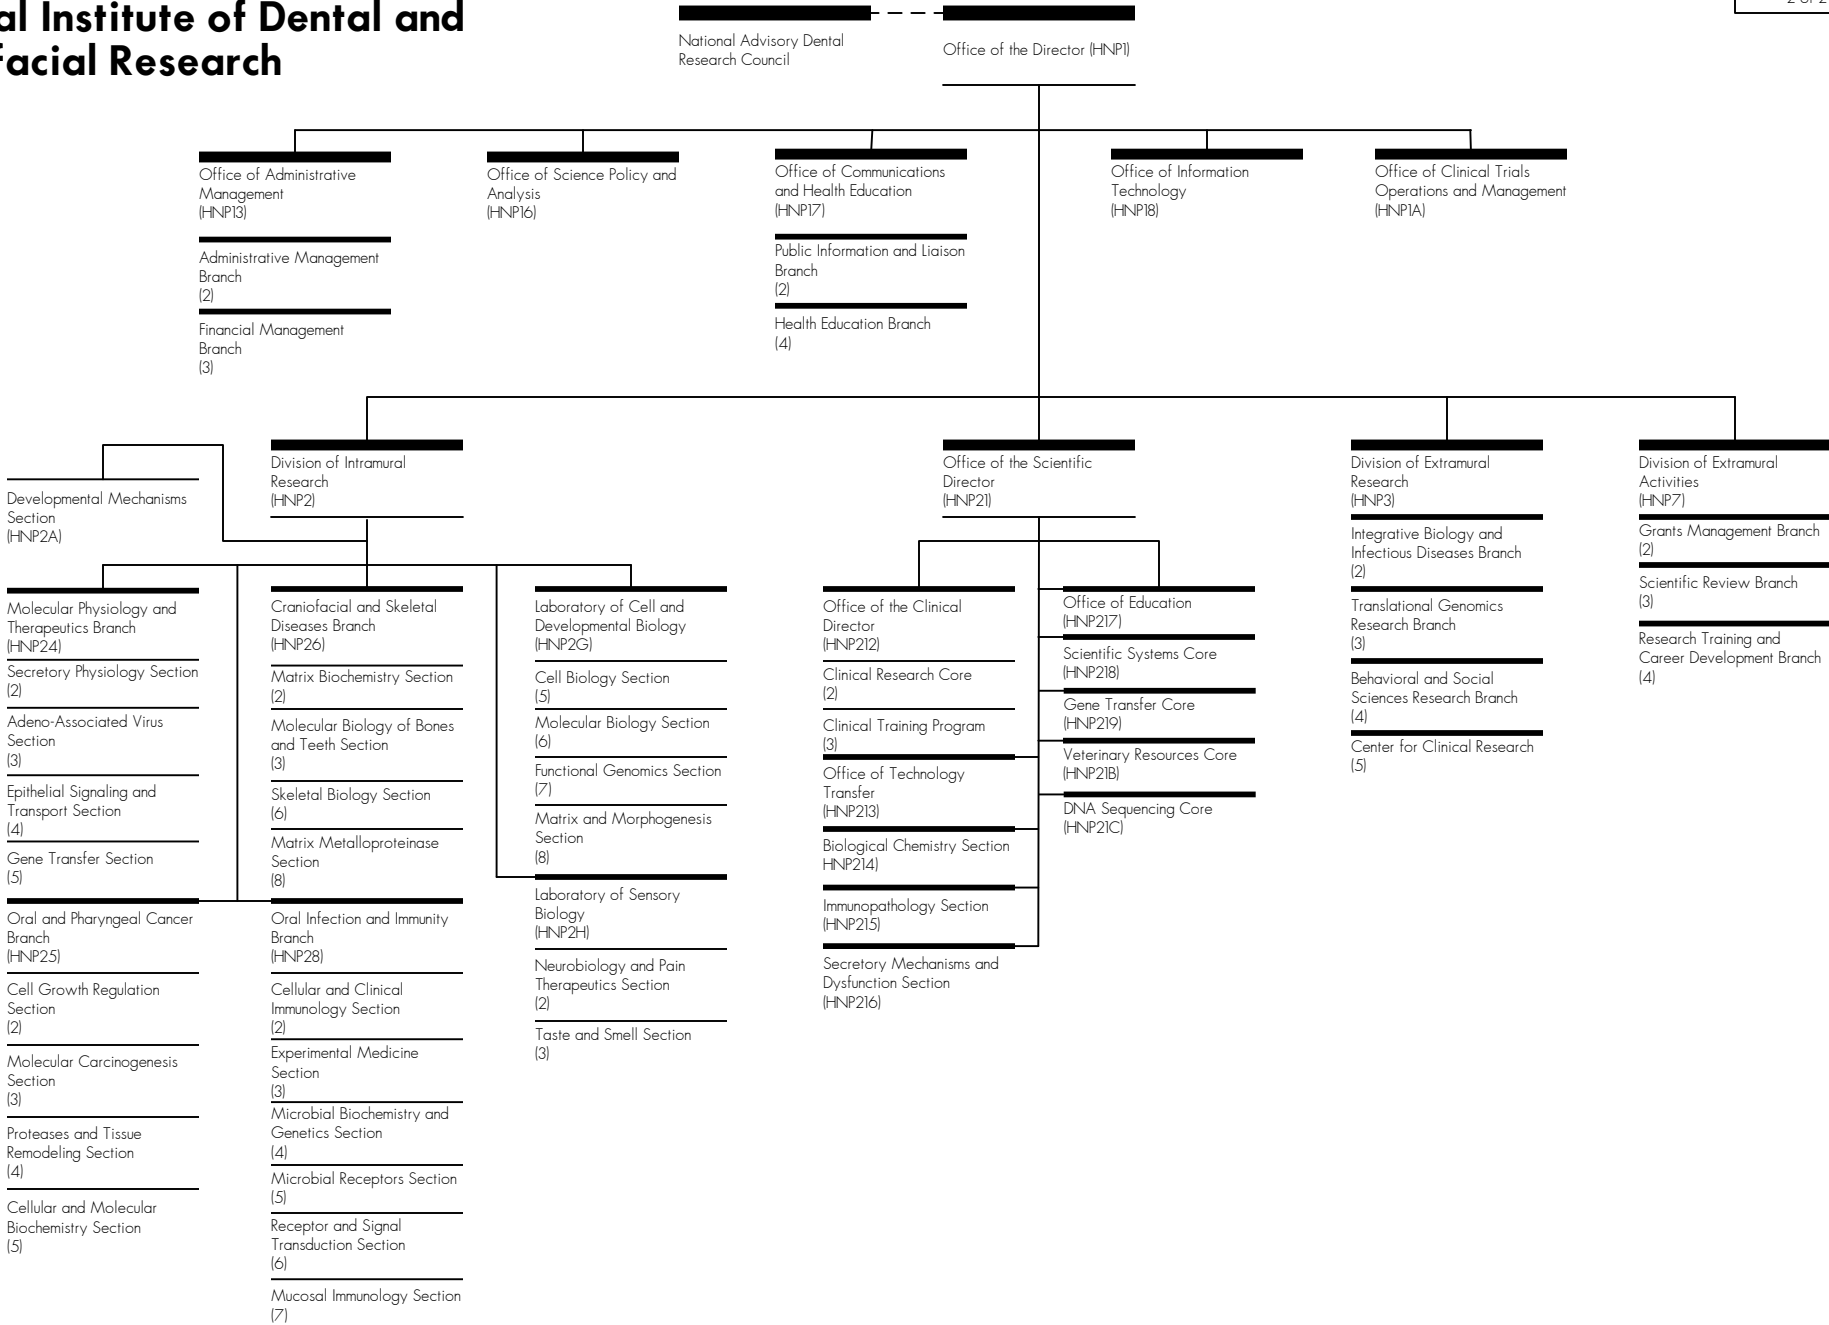 al Institute of Dental and
facial Research
National Advisory Dental
Research Council
Office of the Director (HNP1)
Office of Administrative
Management
(HNP13)
Administrative Management
Branch
(2)
Financial Management
Branch
(3)
Office of Science Policy and
Analysis
(HNP16)
Office of Communications
and Health Education
(HNP17)
Public Information and Liaison
Branch
(2)
Health Education Branch
(4)
Office of Information
Technology
(HNP18)
Office of Clinical Trials
Operations and Management
(HNP1A)
Developmental Mechanisms
Section
(HNP2A)
Division of Intramural
Research
(HNP2)
Office of the Scientific
Director
(HNP21)
Division of Extramural
Research
(HNP3)
Integrative Biology and
Infectious Diseases Branch
(2)
Translational Genomics
Research Branch
(3)
Behavioral and Social
Sciences Research Branch
(4)
Center for Clinical Research
(5)
Division of Extramural
Activities
(HNP7)
Grants Management Branch
(2)
Scientific Review Branch
(3)
Research Training and
Career Development Branch
(4)
Molecular Physiology and
Therapeutics Branch
(HNP24)
Secretory Physiology Section
(2)
Adeno-Associated Virus
Section
(3)
Epithelial Signaling and
Transport Section
(4)
Gene Transfer Section
(5)
Oral and Pharyngeal Cancer
Branch
(HNP25)
Cell Growth Regulation
Section
(2)
Molecular Carcinogenesis
Section
(3)
Proteases and Tissue
Remodeling Section
(4)
Cellular and Molecular
Biochemistry Section
(5)
Craniofacial and Skeletal
Diseases Branch
(HNP26)
Matrix Biochemistry Section
(2)
Molecular Biology of Bones
and Teeth Section
(3)
Skeletal Biology Section
(6)
Matrix Metalloproteinase
Section
(8)
Oral Infection and Immunity
Branch
(HNP28)
Cellular and Clinical
Immunology Section
(2)
Experimental Medicine
Section
(3)
Microbial Biochemistry and
Genetics Section
(4)
Microbial Receptors Section
(5)
Receptor and Signal
Transduction Section
(6)
Mucosal Immunology Section
(7)
Laboratory of Cell and
Developmental Biology
(HNP2G)
Cell Biology Section
(5)
Molecular Biology Section
(6)
Functional Genomics Section
(7)
Matrix and Morphogenesis
Section
(8)
Laboratory of Sensory
Biology
(HNP2H)
Neurobiology and Pain
Therapeutics Section
(2)
Taste and Smell Section
(3)
Office of the Clinical
Director
(HNP212)
Clinical Research Core
(2)
Clinical Training Program
(3)
Office of Technology
Transfer
(HNP213)
Biological Chemistry Section
HNP214)
Immunopathology Section
(HNP215)
Secretory Mechanisms and
Dysfunction Section
(HNP216)
Office of Education
(HNP217)
Scientific Systems Core
(HNP218)
Gene Transfer Core
(HNP219)
Veterinary Resources Core
(HNP21B)
DNA Sequencing Core
(HNP21C)